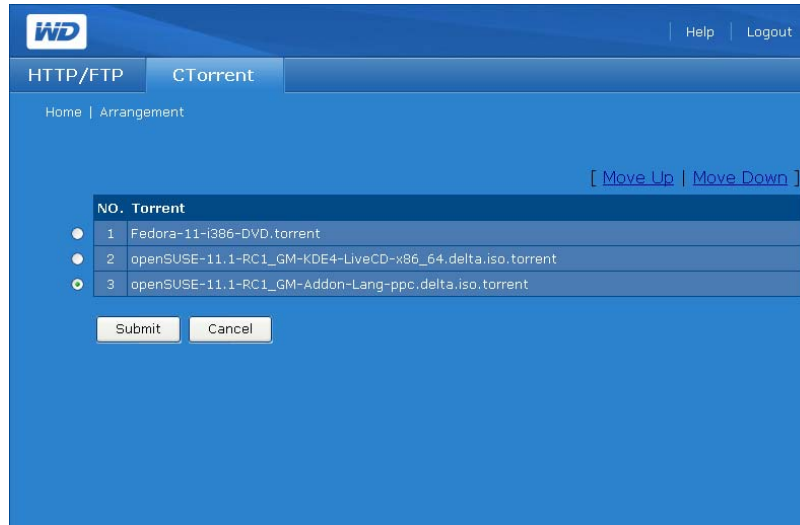 WD
Help | Logout
HTTP/FTP CTorrent
Home | Arrangement
[ Move Up | Move Down ]
NO. Torrent
1 Fedora-11-i386-DVD.torrent
2 openSUSE-11.1-RC1_GM-KDE4-LiveCD-x86_64.delta.iso.torrent
3 openSUSE-11.1-RC1_GM-Addon-Lang-ppc.delta.iso.torrent
Submit Cancel